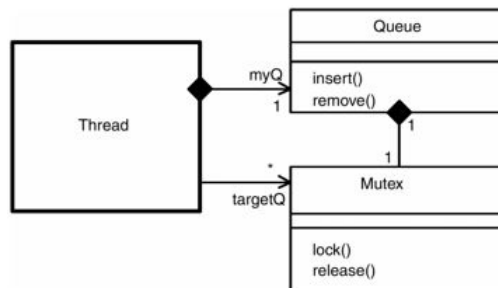 Queue
myQ
insert()
1
remove()
Thread
1
1
*
Mutex
targetQ
lock()
release()